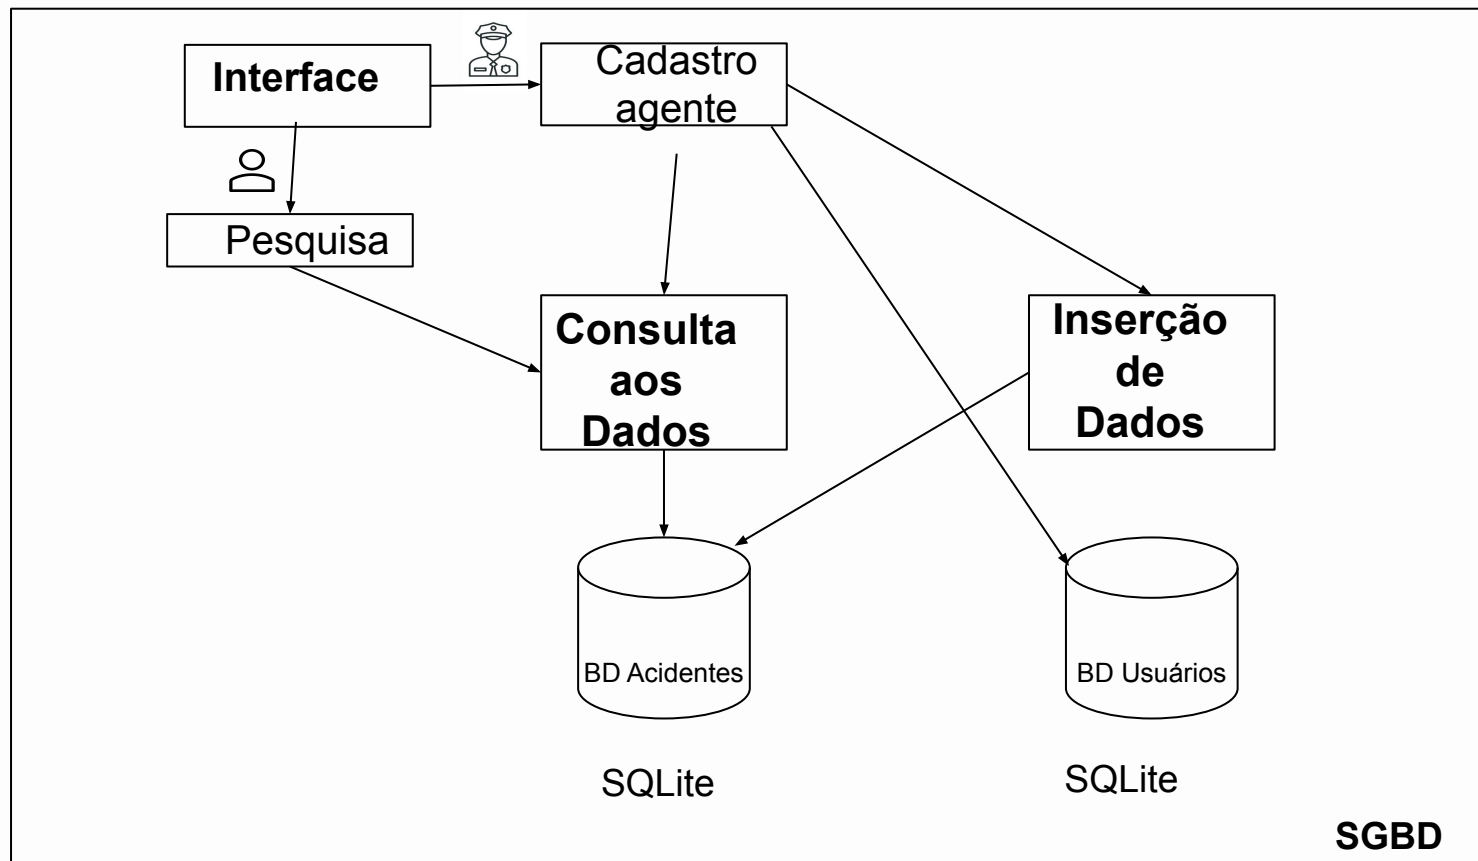 Interface
Cadastro
agente
Pesquisa
Consulta
aos
Dados
Inserção
de
Dados
BD Acidentes
BD Usuários
SQLite
SQLite
SGBD